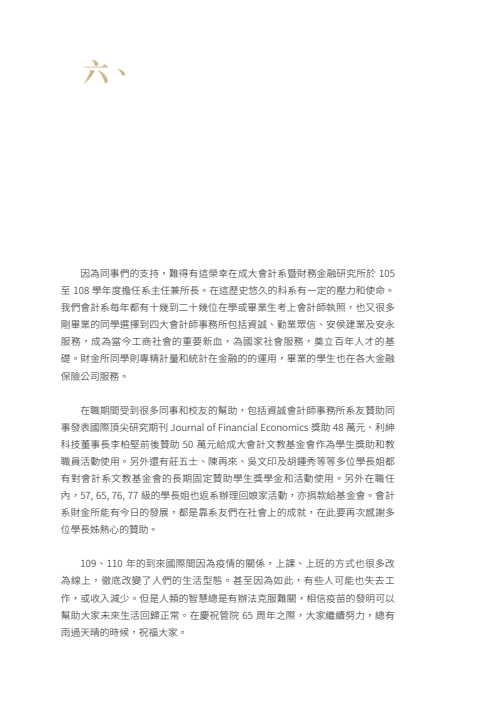 六、
因為同事們的支持，難得有這榮幸在成大會計系暨財務金融研究所於 105
至 108 學年度擔任系主任兼所長。在這歷史悠久的科系有一定的壓力和使命。
我們會計系每年都有十幾到二十幾位在學或畢業生考上會計師執照，也又很多
剛畢業的同學選擇到四大會計師事務所包括資誠、勤業眾信、安侯建業及安永
服務，成為當今工商社會的重要新血，為國家社會服務，奠立百年人才的基
礎。財金所同學則專精計量和統計在金融的的運用，畢業的學生也在各大金融
保險公司服務。
在職期間受到很多同事和校友的幫助，包括資誠會計師事務所系友贊助同
事發表國際頂尖研究期刊 Journal of Financial Economics 獎助 48 萬元、利紳
科技董事長李柏堅前後贊助 50 萬元給成大會計文教基金會作為學生獎助和教
職員活動使用。另外還有莊五士、陳再來、吳文印及胡鍾秀等等多位學長姐都
有對會計系文教基金會的長期固定贊助學生獎學金和活動使用。另外在職任
內，57, 65, 76, 77 級的學長姐也返系辦理回娘家活動，亦捐款給基金會。會計
系財金所能有今日的發展，都是靠系友們在社會上的成就，在此要再次感謝多
位學長姊熱心的贊助。
109、110 年的到來國際間因為疫情的關係，上課、上班的方式也很多改
為線上，徹底改變了人們的生活型態。甚至因為如此，有些人可能也失去工
作，或收入減少。但是人類的智慧總是有辦法克服難關，相信疫苗的發明可以
幫助大家未來生活回歸正常。在慶祝管院 65 周年之際，大家繼續努力，總有
雨過天晴的時候，祝福大家。